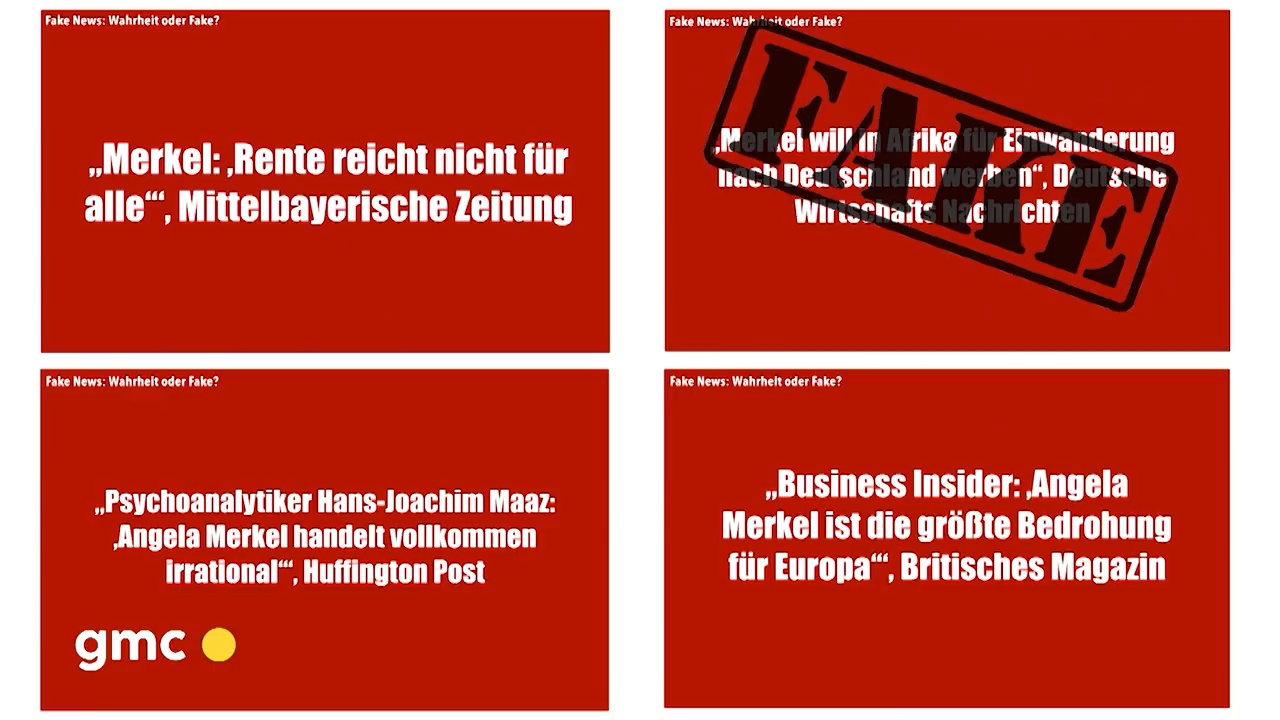 Fake News: Wahrheit oder Fake?
„Merkel: ‚Rente reicht nicht für
alle‘“, Mittelbayerische Zeitung
Fake News: Wahrheit oder Fake?
„Merkel will in Afrika für Einwanderung
nach Deutschland werben“, Deutsche
Wirtschafts Nachrichten
FAKE
Fake News: Wahrheit oder Fake?
„Psychoanalytiker Hans-Joachim Maaz:
‚Angela Merkel handelt vollkommen
irrational‘“, Huffington Post
gmc
Fake News: Wahrheit oder Fake?
„Business Insider: ‚Angela
Merkel ist die größte Bedrohung
für Europa‘“, Britisches Magazin